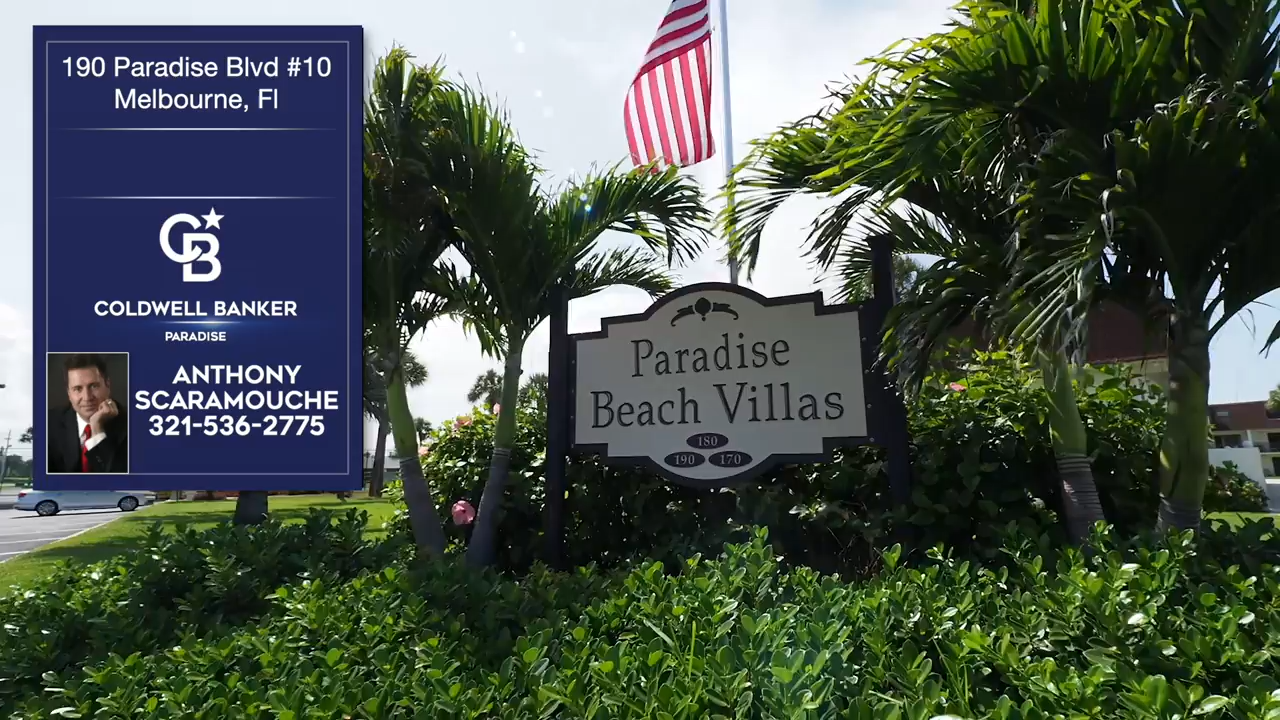 190 Paradise Blvd #10
Melbourne, Fl
CB
COLDWELL BANKER
PARADISE
ANTHONY
SCARAMOUCHE
321-536-2775
Paradise
Beach Villas
180
190 170